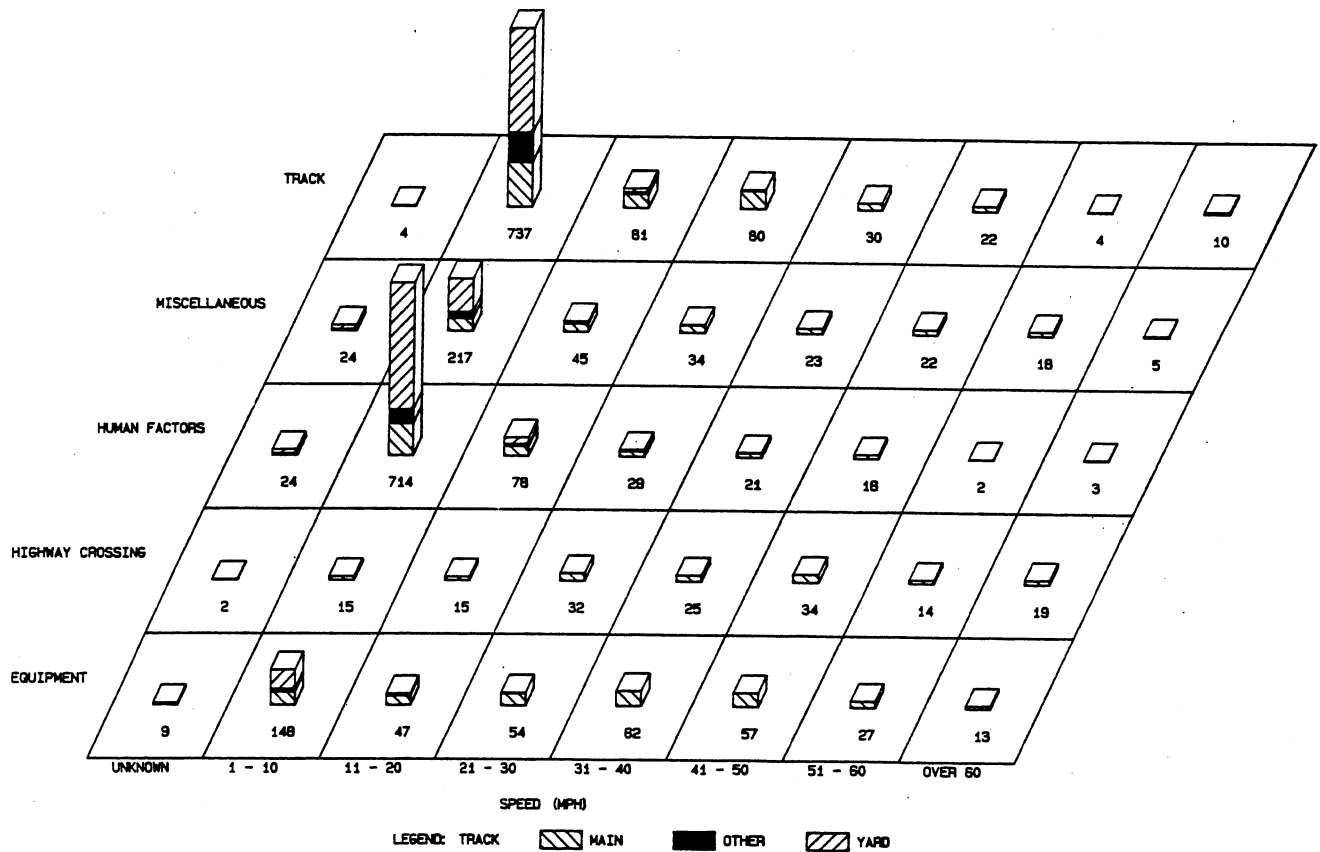 TRACK
4 737 81 80 30 22 4 10
MISCELLANEOUS
24 217 45 34 23 22 18 5
HUMAN FACTORS
24 714 78 29 21 18 2 3
HIGHWAY CROSSING
2 15 15 32 25 34 14 19
EQUIPMENT
9 148 47 54 62 57 27 13
UNKNOWN 1 - 10 11 - 20 21 - 30 31 - 40 41 - 50 51 - 60 OVER 60
SPEED (MPH)
LEGEND: TRACK MAIN OTHER YARD